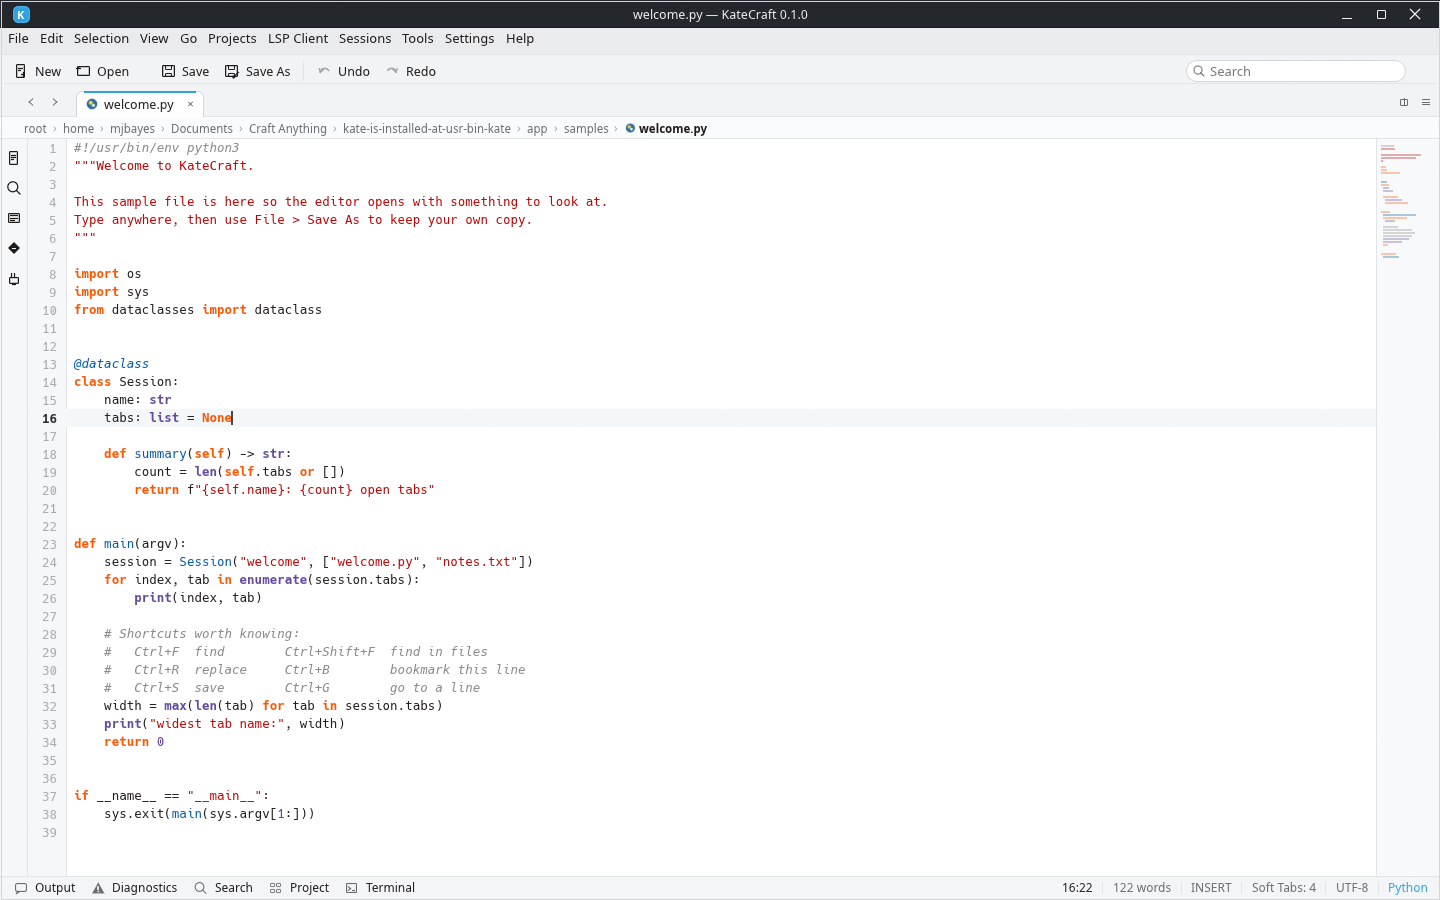 K welcome.py — KateCraft 0.1.0
File Edit Selection View Go Projects LSP Client Sessions Tools Settings Help
New Open Save Save As Undo Redo Search
welcome.py
root › home › mjbayes › Documents › Craft Anything › kate-is-installed-at-usr-bin-kate › app › samples › welcome.py
1 #!/usr/bin/env python3
2 """Welcome to KateCraft.
3
4 This sample file is here so the editor opens with something to look at.
5 Type anywhere, then use File > Save As to keep your own copy.
6 """
7
8 import os
9 import sys
10 from dataclasses import dataclass
11
12
13 @dataclass
14 class Session:
15     name: str
16     tabs: list = None
17
18     def summary(self) -> str:
19         count = len(self.tabs or [])
20         return f"{self.name}: {count} open tabs"
21
22
23 def main(argv):
24     session = Session("welcome", ["welcome.py", "notes.txt"])
25     for index, tab in enumerate(session.tabs):
26         print(index, tab)
27
28     # Shortcuts worth knowing:
29     #   Ctrl+F  find        Ctrl+Shift+F  find in files
30     #   Ctrl+R  replace     Ctrl+B        bookmark this line
31     #   Ctrl+S  save        Ctrl+G        go to a line
32     width = max(len(tab) for tab in session.tabs)
33     print("widest tab name:", width)
34     return 0
35
36
37 if __name__ == "__main__":
38     sys.exit(main(sys.argv[1:]))
39
Output Diagnostics Search Project Terminal 16:22 122 words INSERT Soft Tabs: 4 UTF-8 Python